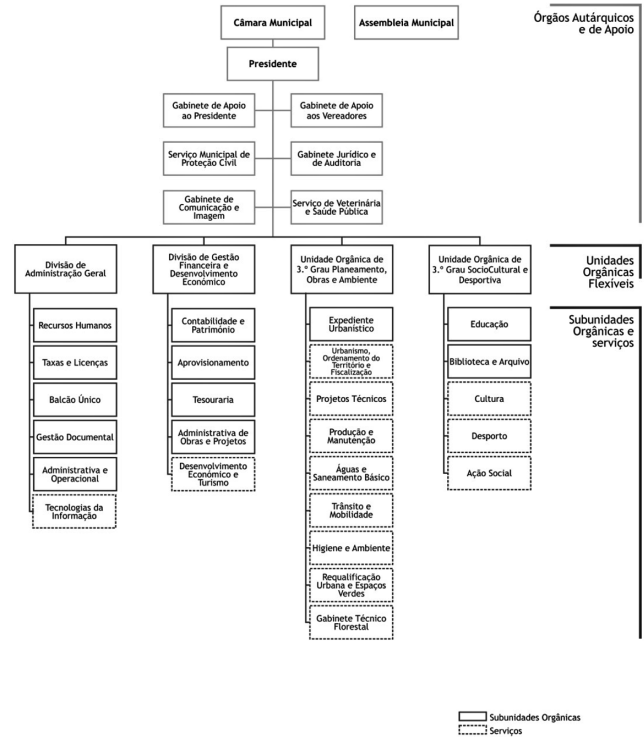 Câmara Municipal
Assembleia Municipal
Órgãos Autárquicos
e de Apoio
Presidente
Gabinete de Apoio
ao Presidente
Gabinete de Apoio
aos Vereadores
Serviço Municipal de
Proteção Civil
Gabinete Jurídico e
de Auditoria
Gabinete de
Comunicação e
Imagem
Serviço de Veterinária
e Saúde Pública
Divisão de
Administração Geral
Divisão de Gestão
Financeira e
Desenvolvimento
Económico
Unidade Orgânica de
3.º Grau Planeamento,
Obras e Ambiente
Unidade Orgânica de
3.º Grau SocioCultural e
Desportiva
Unidades
Orgânicas
Flexíveis
Recursos Humanos
Taxas e Licenças
Balcão Único
Gestão Documental
Administrativa e
Operacional
Tecnologias da
Informação
Contabilidade e
Património
Aprovisionamento
Tesouraria
Administrativa de
Obras e Projetos
Desenvolvimento
Económico e
Turismo
Expediente
Urbanístico
Urbanismo,
Ordenamento do
Território e
Fiscalização
Projetos Técnicos
Produção e
Manutenção
Águas e
Saneamento Básico
Trânsito e
Mobilidade
Higiene e Ambiente
Requalificação
Urbana e Espaços
Verdes
Gabinete Técnico
Florestal
Educação
Biblioteca e Arquivo
Cultura
Desporto
Ação Social
Subunidades
Orgânicas e
serviços
Subunidades Orgânicas
Serviços